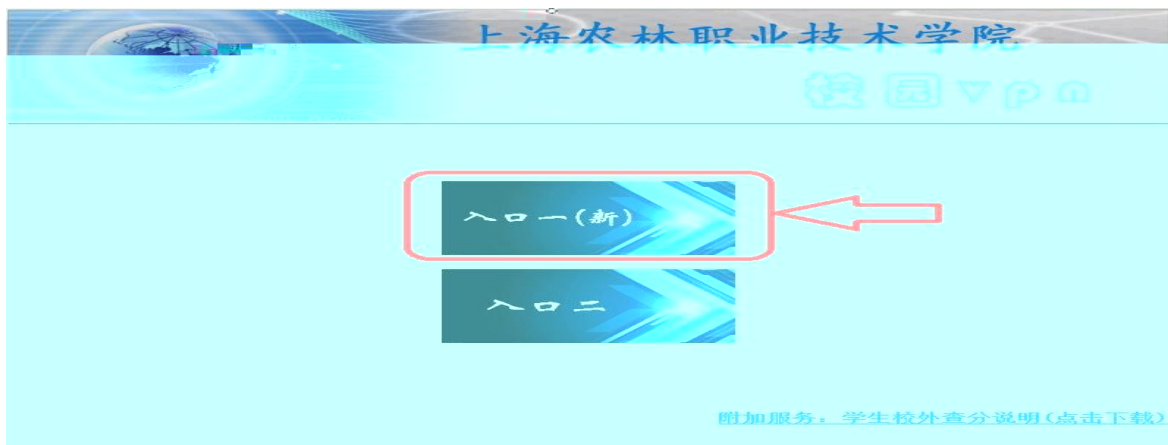 上海农林职业技术学院
校园vpn
入口一(新)
入口二
附加服务：学生校外查分说明(点击下载)